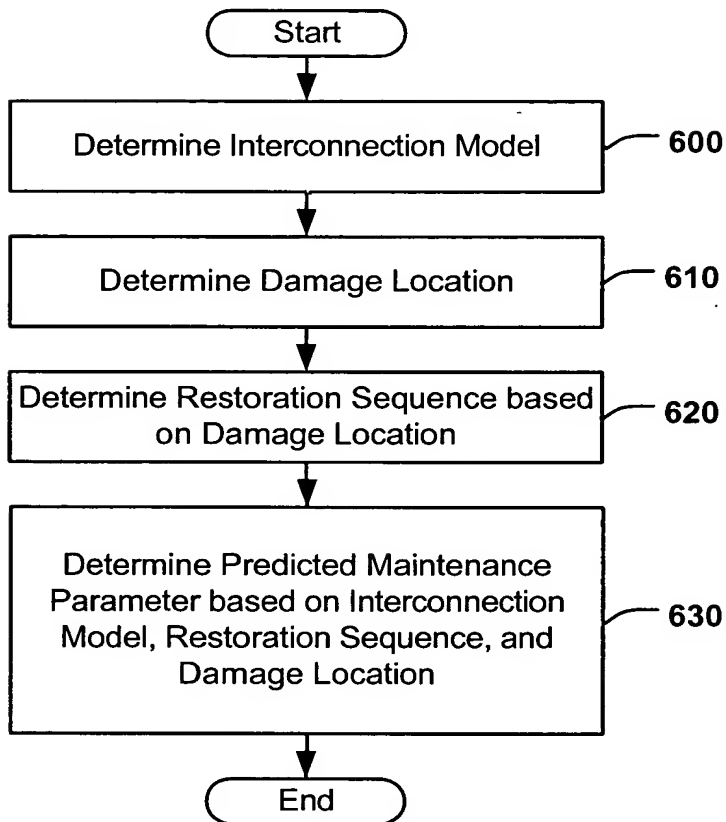 Start
Determine Interconnection Model
600
Determine Damage Location
610
Determine Restoration Sequence based
on Damage Location
620
Determine Predicted Maintenance
Parameter based on Interconnection
Model, Restoration Sequence, and
Damage Location
630
End